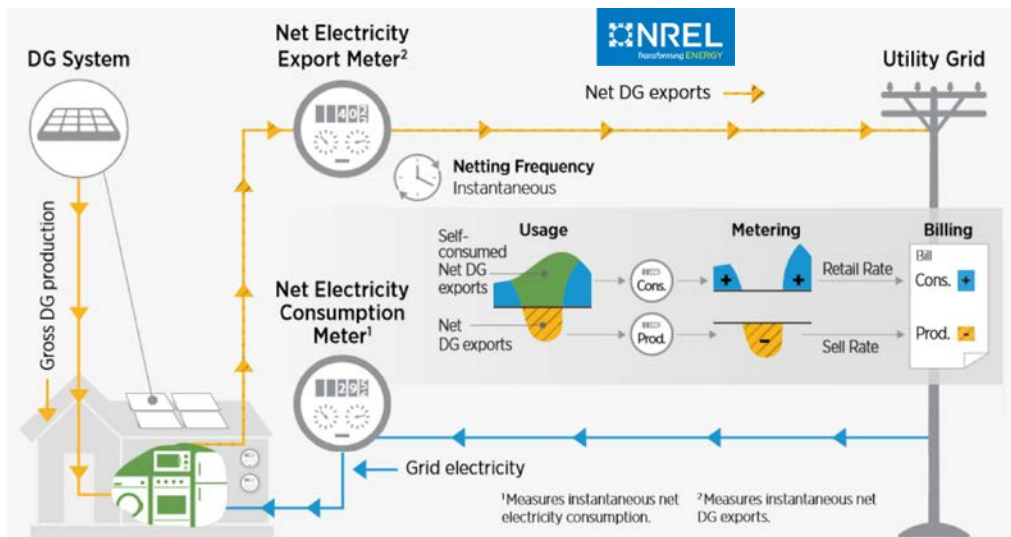 DG System
Net Electricity
Export Meter²
NREL
Transforming ENERGY
Utility Grid
Net DG exports
402
Netting Frequency
Instantaneous
Gross DG production
Usage
Metering
Billing
Self-
consumed
Net DG
exports
Cons.
+
+
Retail Rate
Bill
Cons. +
Net
DG exports
Prod.
-
Sell Rate
Prod. -
Net Electricity
Consumption
Meter¹
295
Grid electricity
¹Measures instantaneous net
electricity consumption.
²Measures instantaneous net
DG exports.